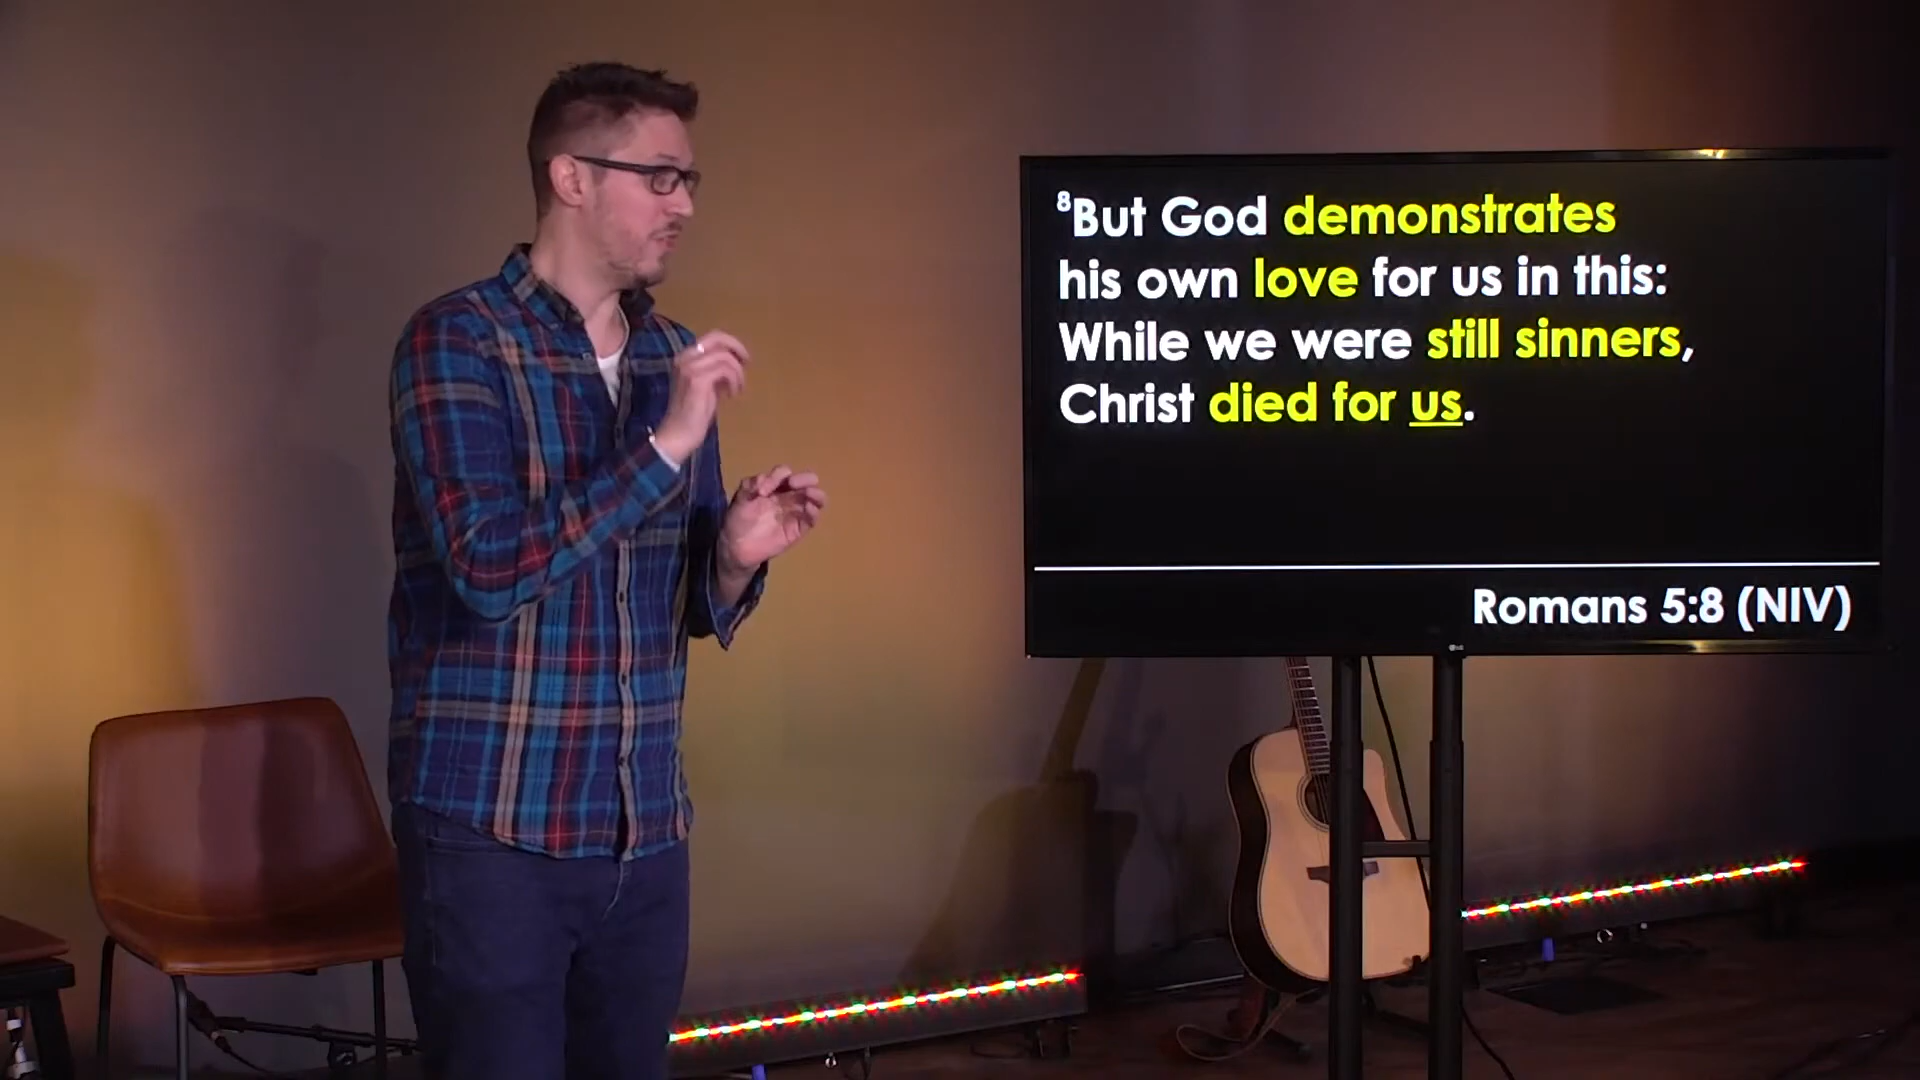 ⁸But God demonstrates
his own love for us in this:
While we were still sinners,
Christ died for us.
Romans 5:8 (NIV)